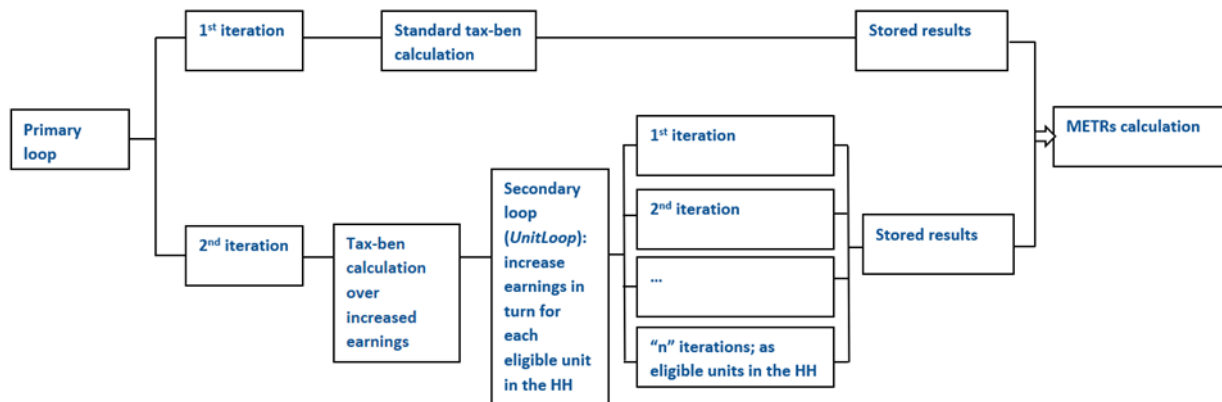 1st iteration
Standard tax-ben
calculation
Stored results
Primary
loop
METRs calculation
2nd iteration
Tax-ben
calculation
over
increased
earnings
Secondary
loop
(UnitLoop):
increase
earnings in
turn for
each
eligible unit
in the HH
1st iteration
2nd iteration
...
“n” iterations; as
eligible units in the HH
Stored results